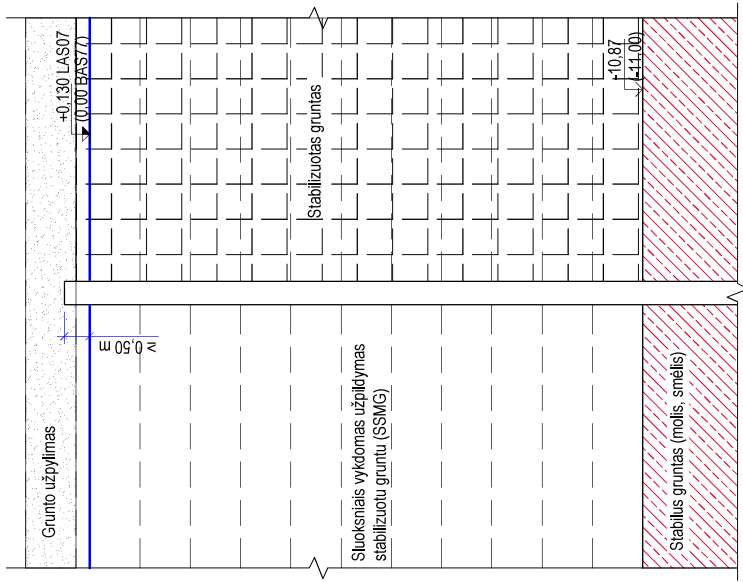 Grunto užpylimas
+0,130 LAS07
(0,00 BAS77)
≥ 0,50 m
Sluoksniais vykdomas užpildymas
stabilizuotu gruntu (SSMG)
Stabilizuotas gruntas
-10,87
(-11,00)
Stabilus gruntas (molis, smėlis)